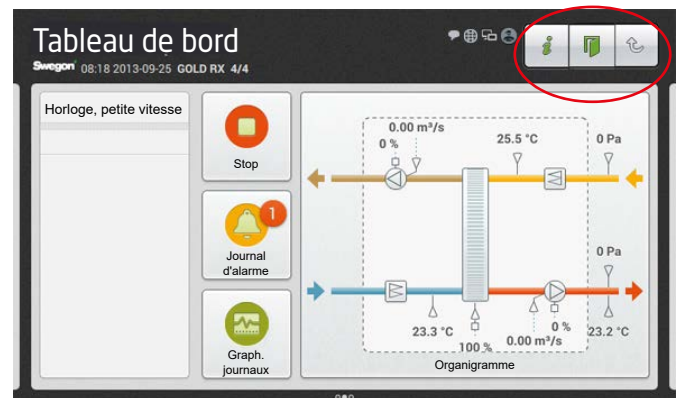 Tableau de bord
Swegon 08:18 2013-09-25 GOLD RX 4/4
Horloge, petite vitesse
Stop
1
Journal
d'alarme
Graph.
journaux
0.00 m³/s
0 %
25.5 °C
0 Pa
0 Pa
23.3 °C
100 %
0.00 m³/s
0 %
23.2 °C
Organigramme